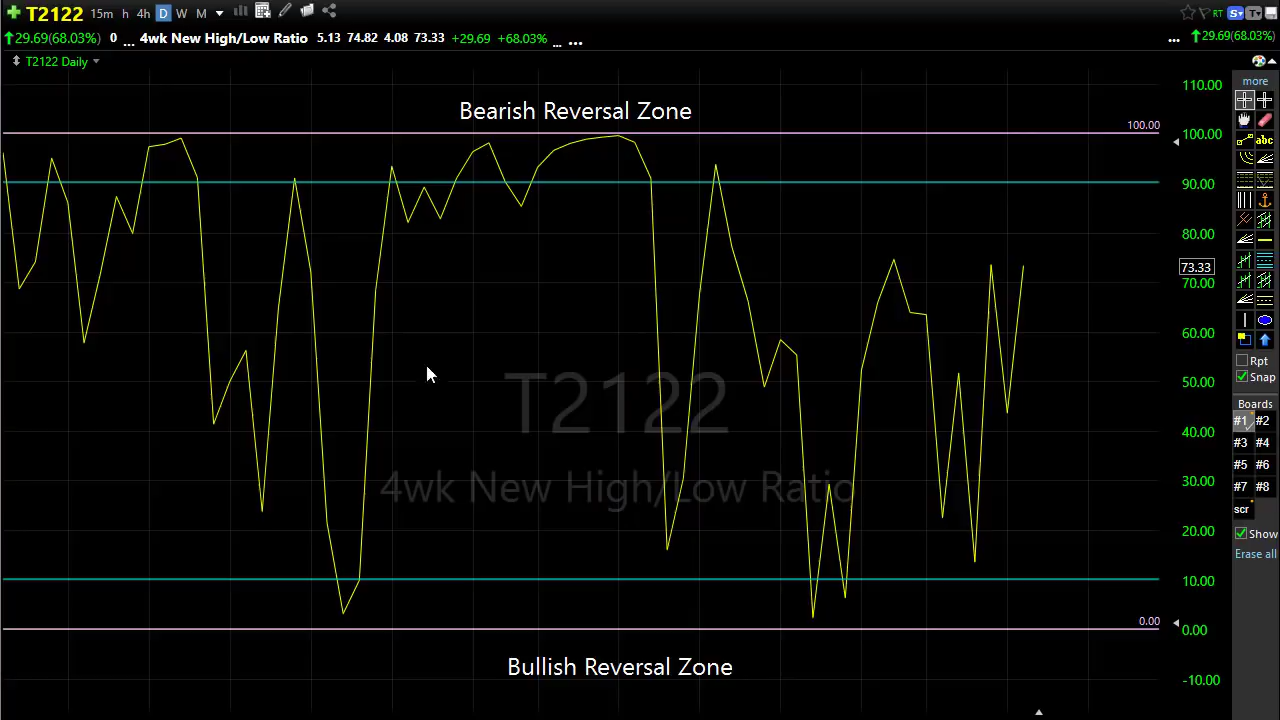 T2122 15m h 4h D W M RT S T
29.69(68.03%) 0 ... 4wk New High/Low Ratio 5.13 74.82 4.08 73.33 +29.69 +68.03% ... ... ... 29.69(68.03%)
T2122 Daily
more
110.00
Bearish Reversal Zone
100.00
100.00
abc
90.00
80.00
73.33
70.00
60.00
Rpt
Snap
50.00
T2122
Boards
#1 #2
40.00
#3 #4
#5 #6
30.00
4wk New High/Low Ratio
#7 #8
scr
20.00
Show
Erase all
10.00
0.00
0.00
Bullish Reversal Zone
-10.00